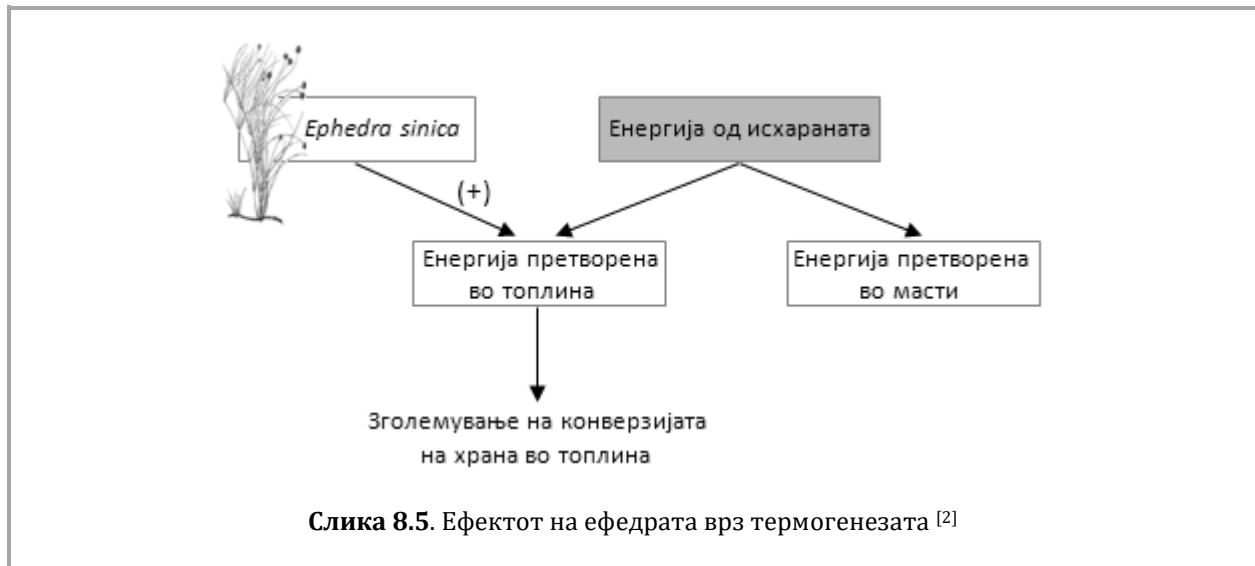 Ephedra sinica
Енергија од исхараната
(+)
Енергија претворена
во топлина
Енергија претворена
во масти
Зголемување на конверзијата
на храна во топлина
Слика 8.5. Ефектот на ефедрата врз термогенезата [2]